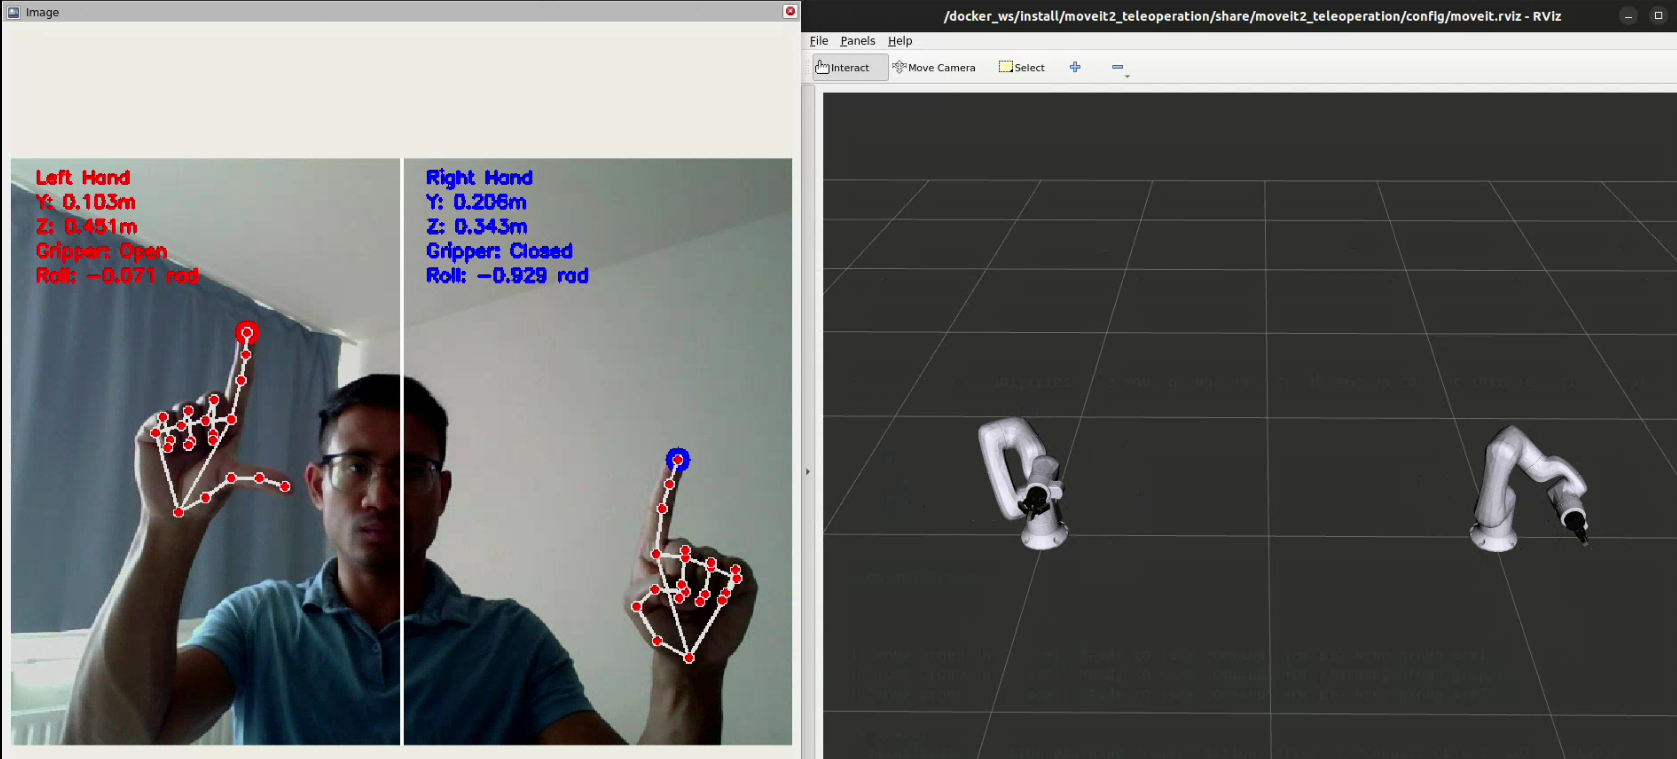 Image
/docker_ws/install/moveit2_teleoperation/share/moveit2_teleoperation/config/moveit.rviz - RViz
File Panels Help
Interact Move Camera Select
Left Hand
Y: 0.103m
Z: 0.451m
Gripper: Open
Roll: -0.071 rad
Right Hand
Y: 0.206m
Z: 0.343m
Gripper: Closed
Roll: -0.929 rad